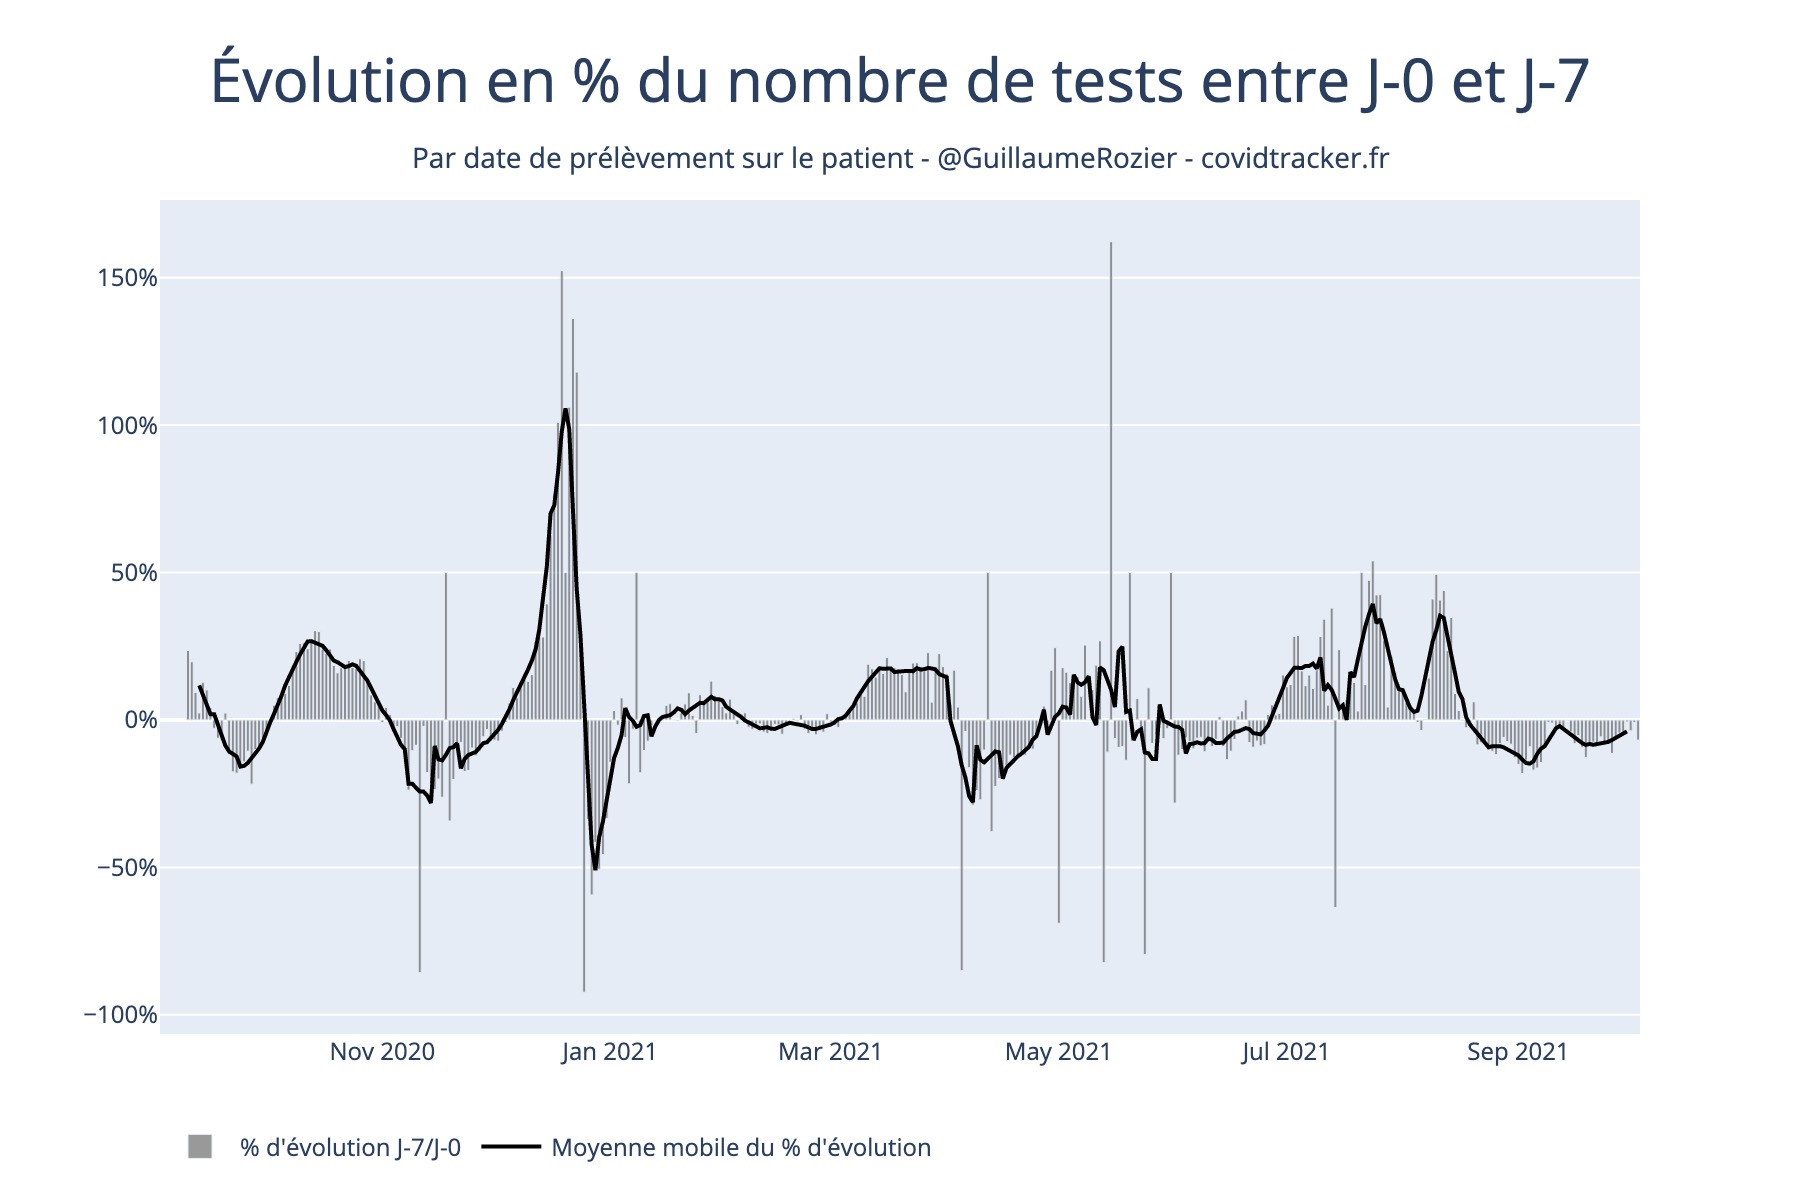 Évolution en % du nombre de tests entre J-0 et J-7
Par date de prélèvement sur le patient - @GuillaumeRozier - covidtracker.fr
150%
100%
50%
0%
−50%
−100%
Nov 2020 Jan 2021 Mar 2021 May 2021 Jul 2021 Sep 2021
% d'évolution J-7/J-0 Moyenne mobile du % d'évolution